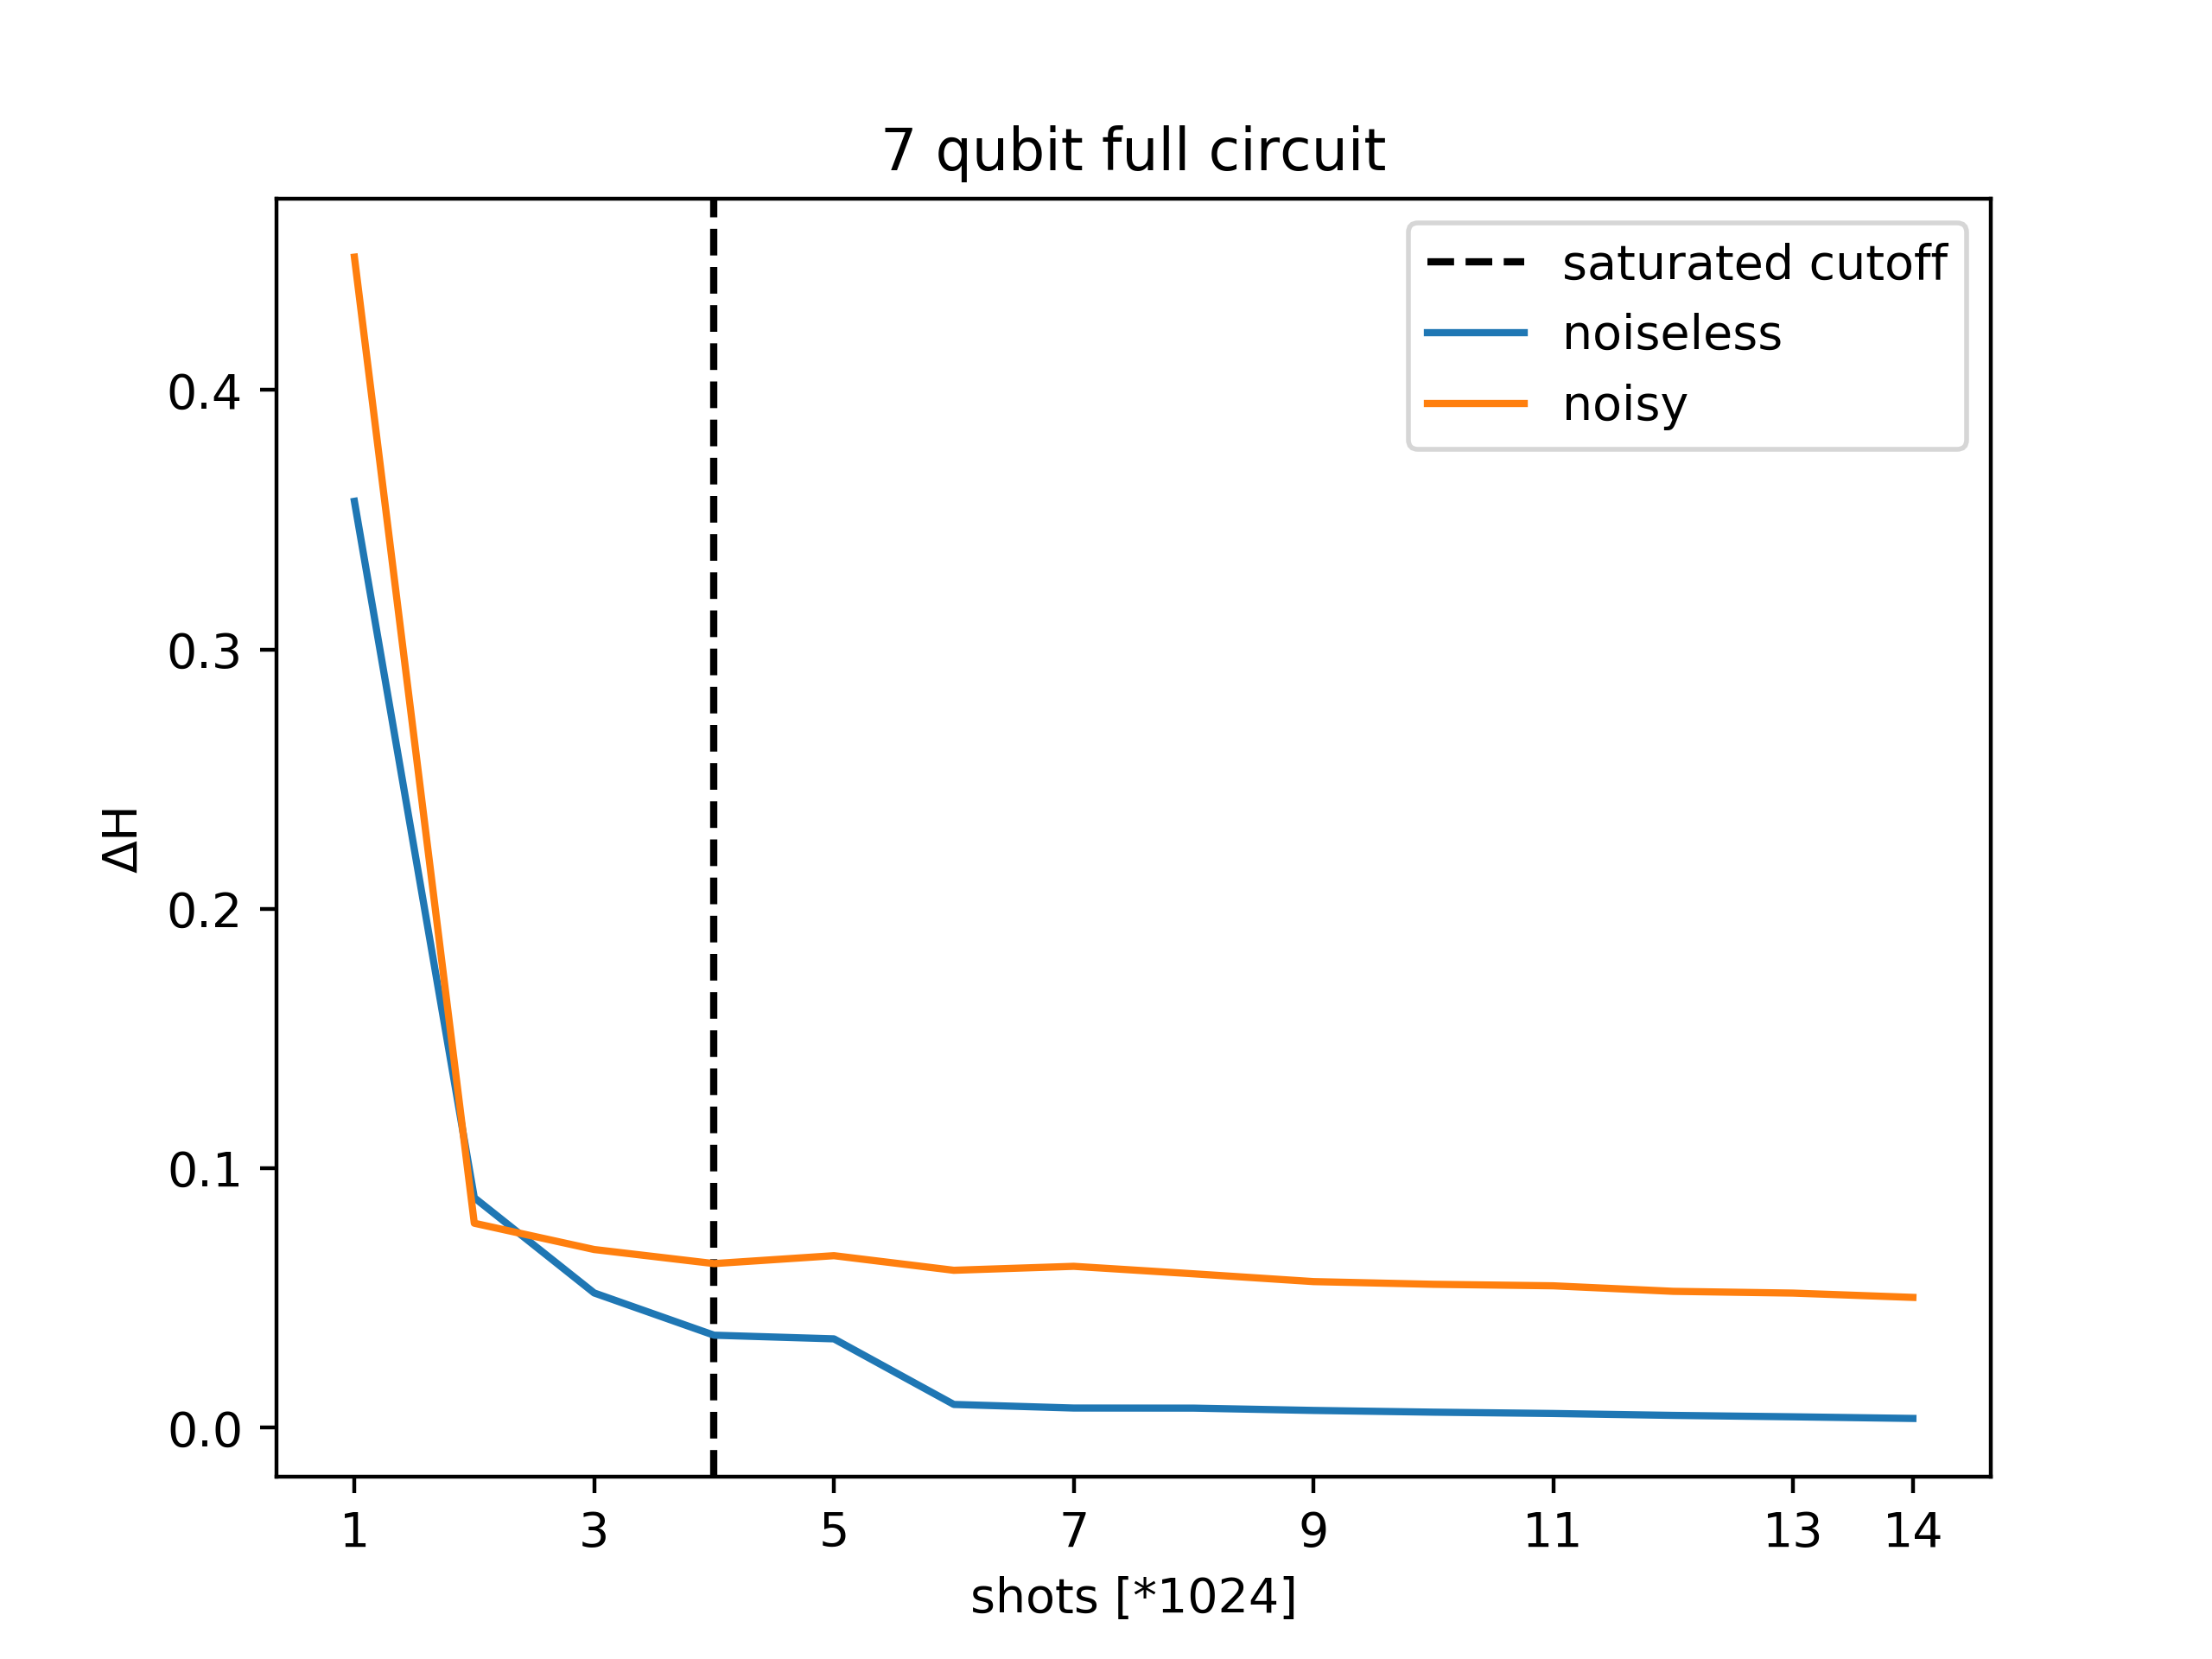 7 qubit full circuit
saturated cutoff
noiseless
noisy
0.4
0.3
0.2
0.1
0.0
ΔH
1 3 5 7 9 11 13 14
shots [*1024]